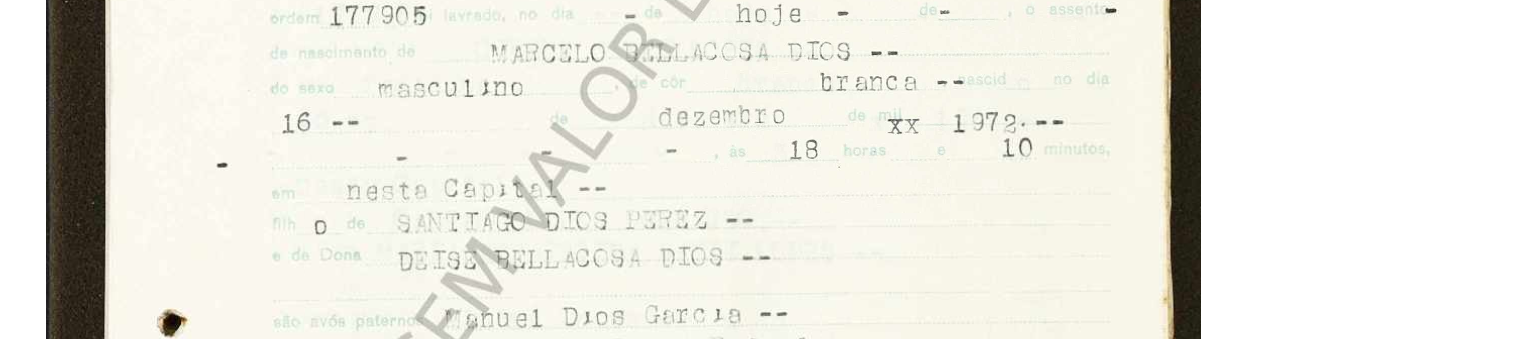 ordem 177905 lavrado, no dia - de hoje - de - , o assento -
de nascimento de MARCELO BELLACOSA DIOS --
do sexo masculino , de côr branca -- nascid o no dia
16 -- de dezembro de mil xx 1972. --
- - - - , às 18 horas e 10 minutos,
em nesta Capital --
filh o de SANTIAGO DIOS PEREZ --
e de Dona DEISE BELLACOSA DIOS --
são avós paternos Manuel Dios Garcia --
SEM VALOR